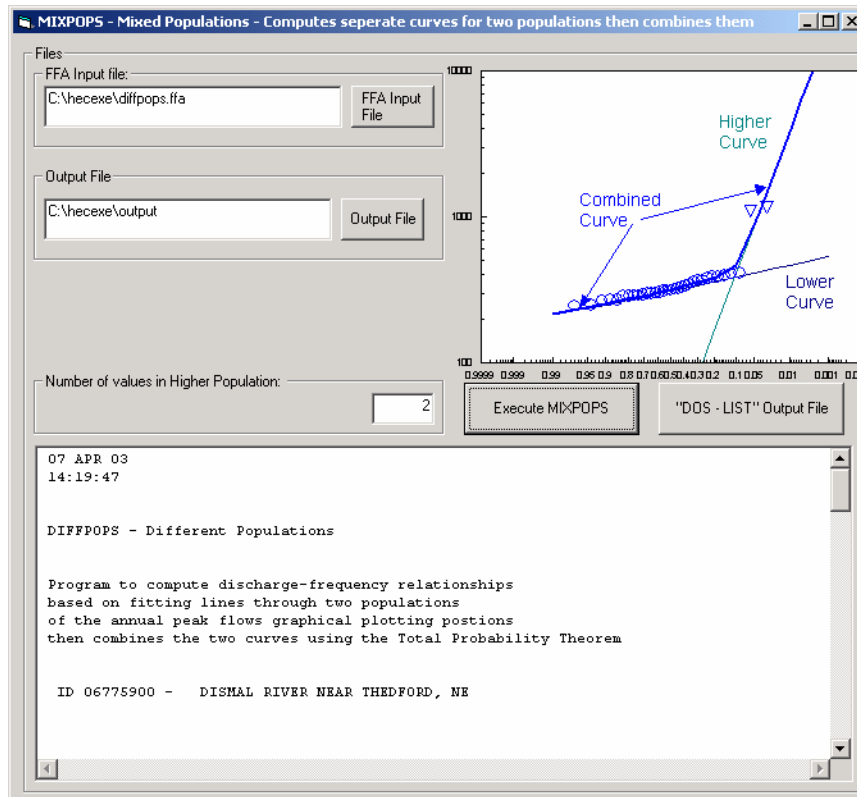 MIXPOPS - Mixed Populations - Computes seperate curves for two populations then combines them
Files
FFA Input file:
C:\hecexe\diffpops.ffa
FFA Input
File
Output File
C:\hecexe\output
Output File
Number of values in Higher Population:
2
10000
1000
100
Higher
Curve
Combined
Curve
Lower
Curve
0.9999 0.999 0.99 0.95 0.9 0.8 0.7 0.6 0.5 0.4 0.3 0.2 0.1 0.05 0.01 0.001
Execute MIXPOPS
"DOS - LIST" Output File
07 APR 03
14:19:47
DIFFPOPS - Different Populations
Program to compute discharge-frequency relationships
based on fitting lines through two populations
of the annual peak flows graphical plotting postions
then combines the two curves using the Total Probability Theorem
ID 06775900 - DISMAL RIVER NEAR THEDFORD, NE